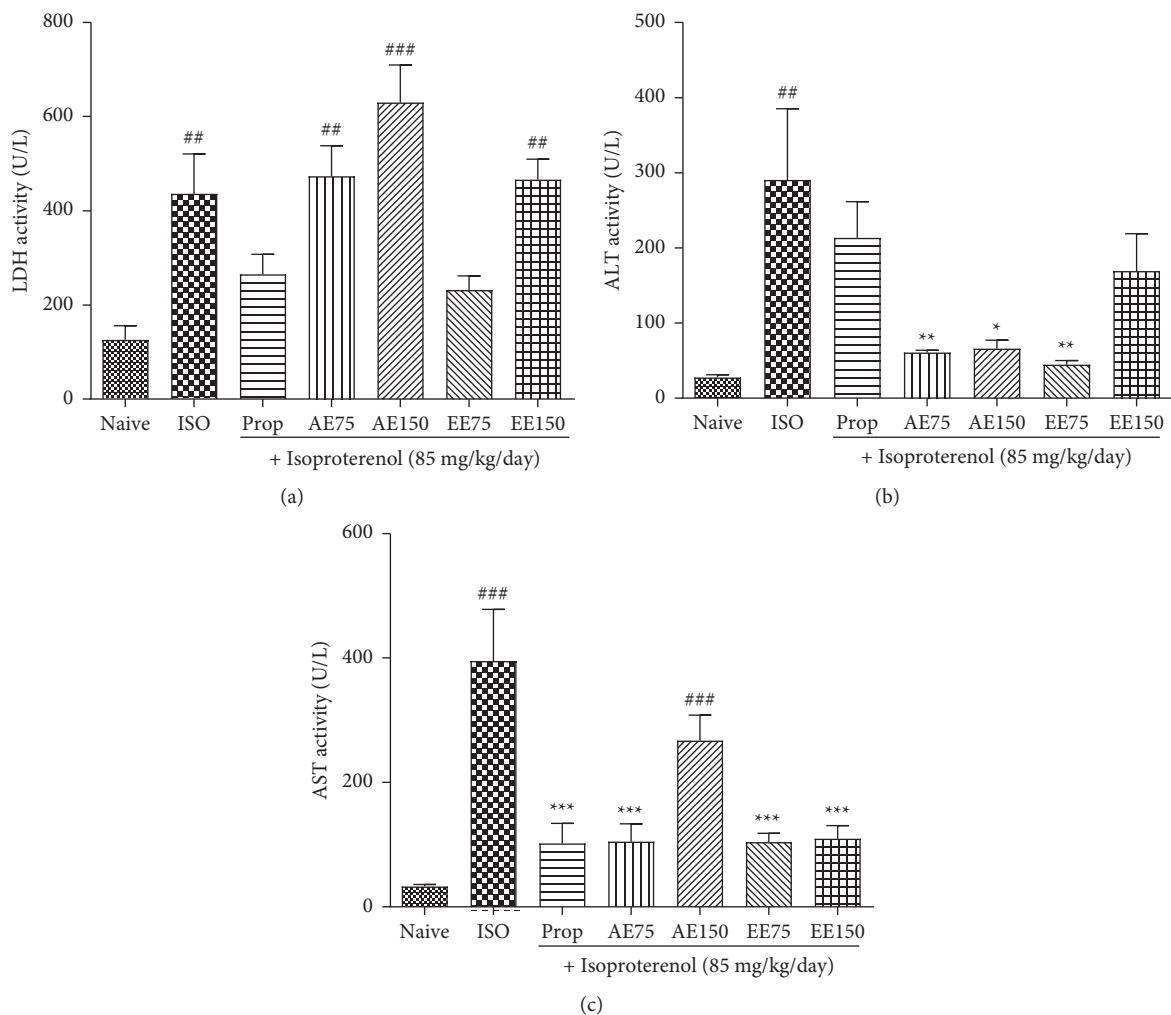 800
600
400
200
0
LDH activity (U/L)
##
##
###
##
Naive ISO Prop AE75 AE150 EE75 EE150
+ Isoproterenol (85 mg/kg/day)
(a)
500
400
300
200
100
0
ALT activity (U/L)
##
**
*
**
Naive ISO Prop AE75 AE150 EE75 EE150
+ Isoproterenol (85 mg/kg/day)
(b)
600
400
200
0
AST activity (U/L)
###
***
***
###
***
***
Naive ISO Prop AE75 AE150 EE75 EE150
+ Isoproterenol (85 mg/kg/day)
(c)